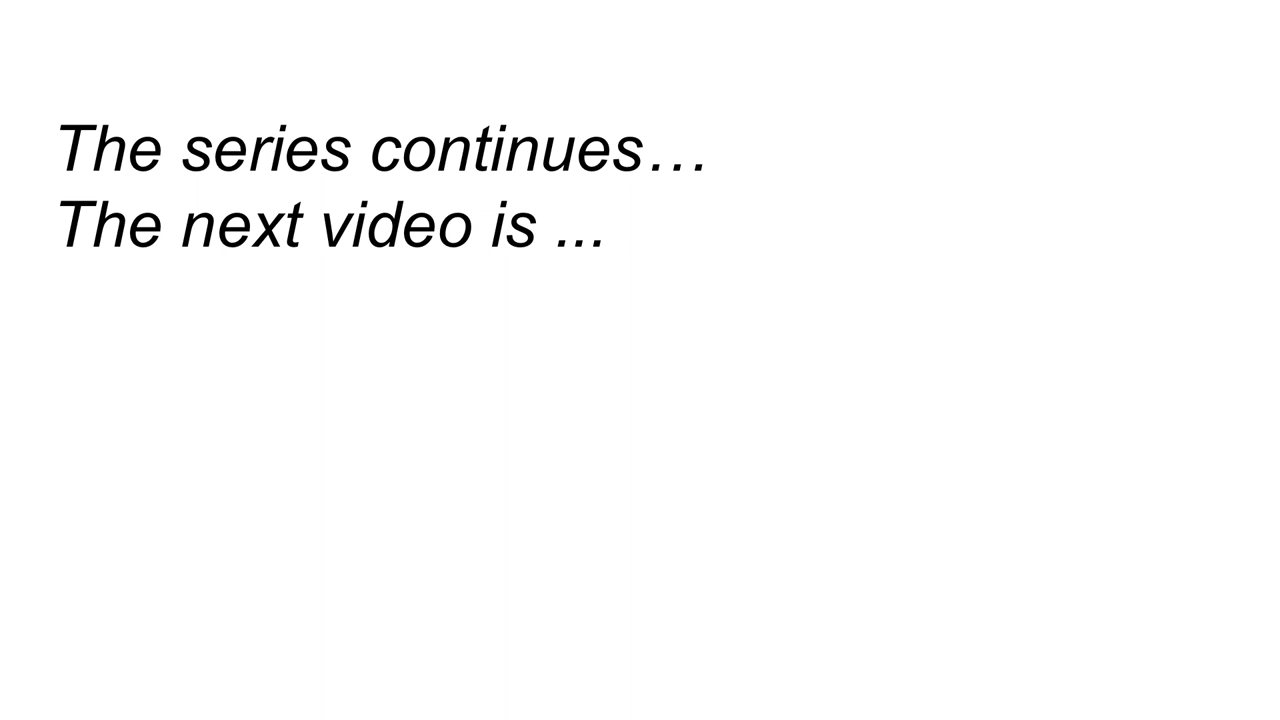 The series continues…
The next video is ...